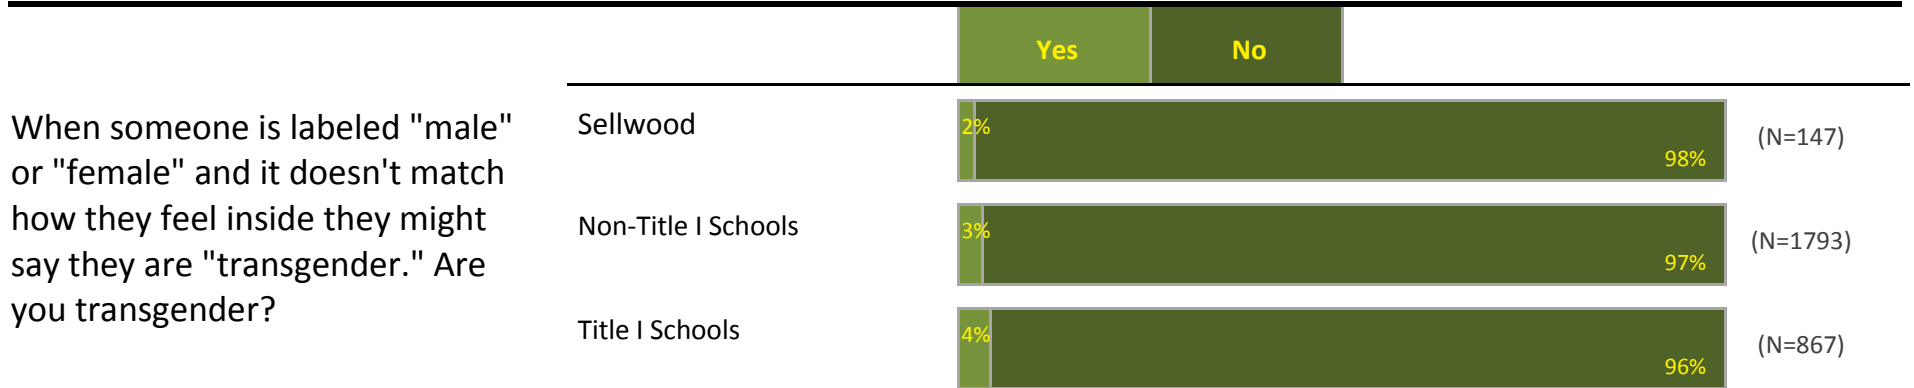 Yes No
When someone is labeled "male"
or "female" and it doesn't match
how they feel inside they might
say they are "transgender." Are
you transgender?
Sellwood 2% 98% (N=147)
Non-Title I Schools 3% 97% (N=1793)
Title I Schools 4% 96% (N=867)